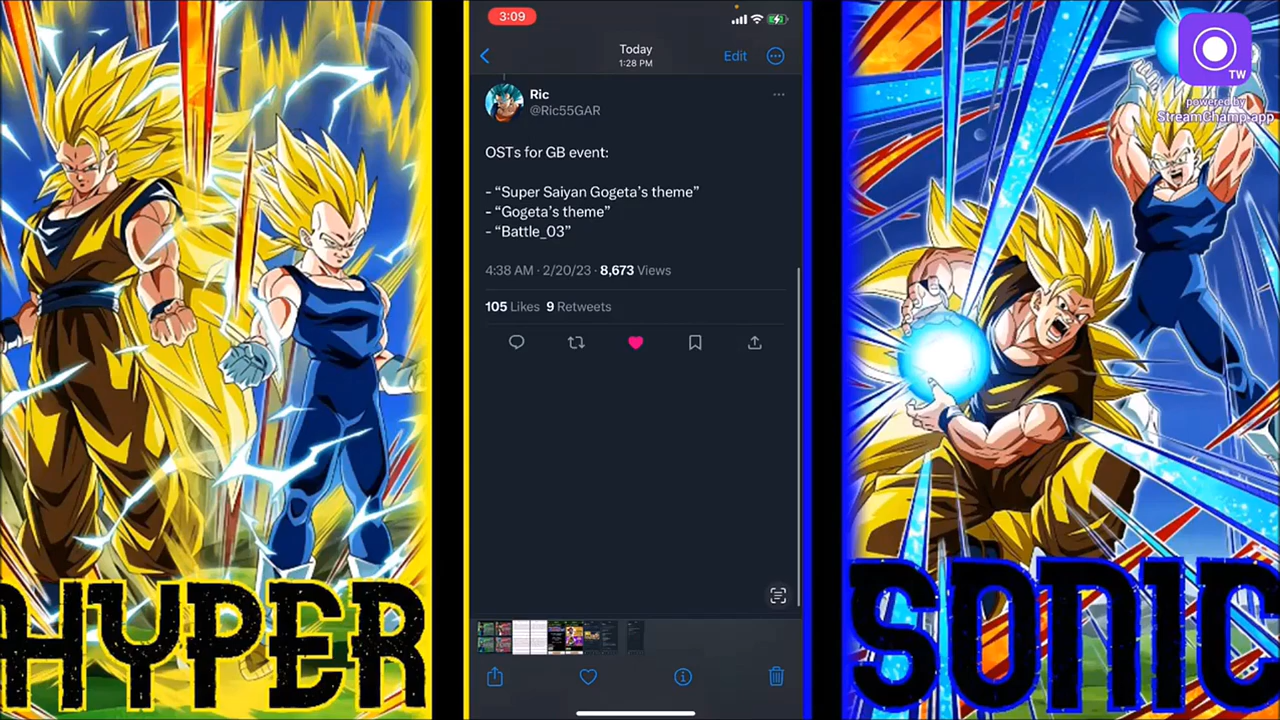 3:09
Today
1:28 PM
Edit
TW
powered by
StreamChamp.app
Ric
@Ric55GAR
OSTs for GB event:
- “Super Saiyan Gogeta’s theme”
- “Gogeta’s theme”
- “Battle_03”
4:38 AM · 2/20/23 · 8,673 Views
105 Likes 9 Retweets
HYPER
SONIC